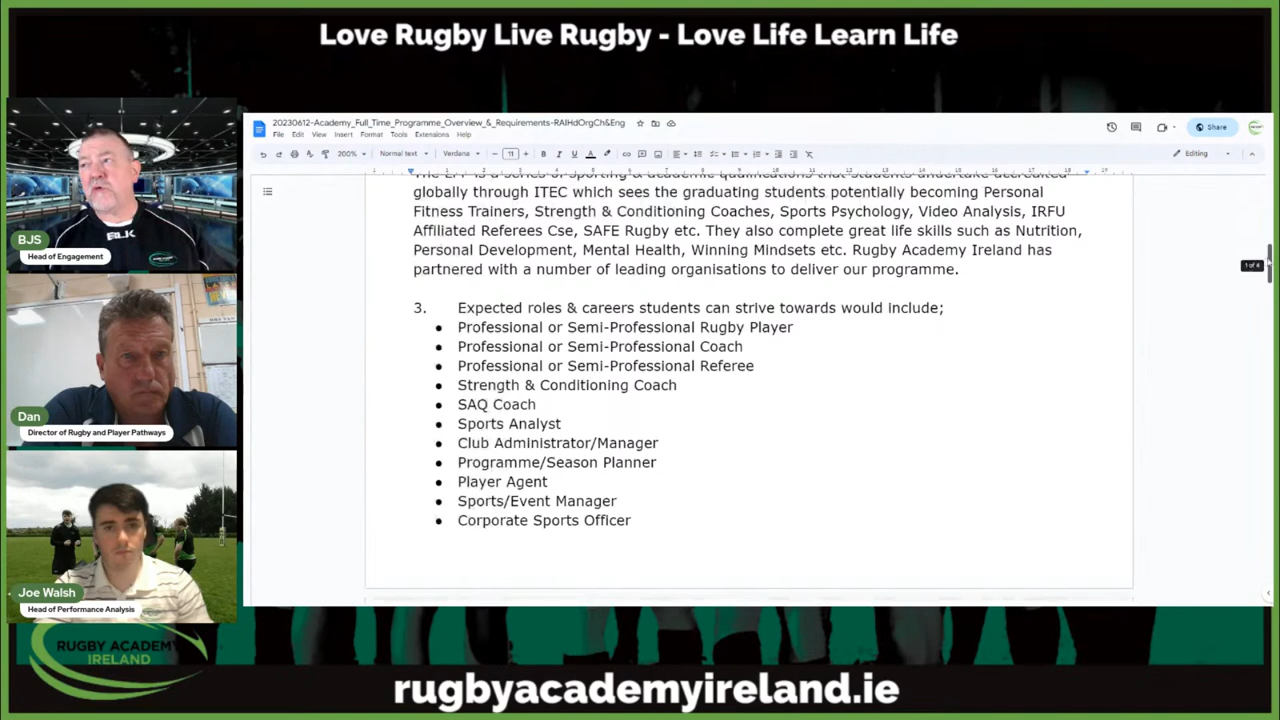 Love Rugby Live Rugby - Love Life Learn Life
BLK
BJS
Head of Engagement
Dan
Director of Rugby and Player Pathways
Joe Walsh
Head of Performance Analysis
RUGBY ACADEMY
IRELAND
20230612-Academy_Full_Time_Programme_Overview_&_Requirements-RAIHdOrgCh&Eng
File Edit View Insert Format Tools Extensions Help
Share
200% Normal text Verdana 11 Editing
globally through ITEC which sees the graduating students potentially becoming Personal
Fitness Trainers, Strength & Conditioning Coaches, Sports Psychology, Video Analysis, IRFU
Affiliated Referees Cse, SAFE Rugby etc. They also complete great life skills such as Nutrition,
Personal Development, Mental Health, Winning Mindsets etc. Rugby Academy Ireland has
partnered with a number of leading organisations to deliver our programme.
3. Expected roles & careers students can strive towards would include;
● Professional or Semi-Professional Rugby Player
● Professional or Semi-Professional Coach
● Professional or Semi-Professional Referee
● Strength & Conditioning Coach
● SAQ Coach
● Sports Analyst
● Club Administrator/Manager
● Programme/Season Planner
● Player Agent
● Sports/Event Manager
● Corporate Sports Officer
1 of 4
rugbyacademyireland.ie